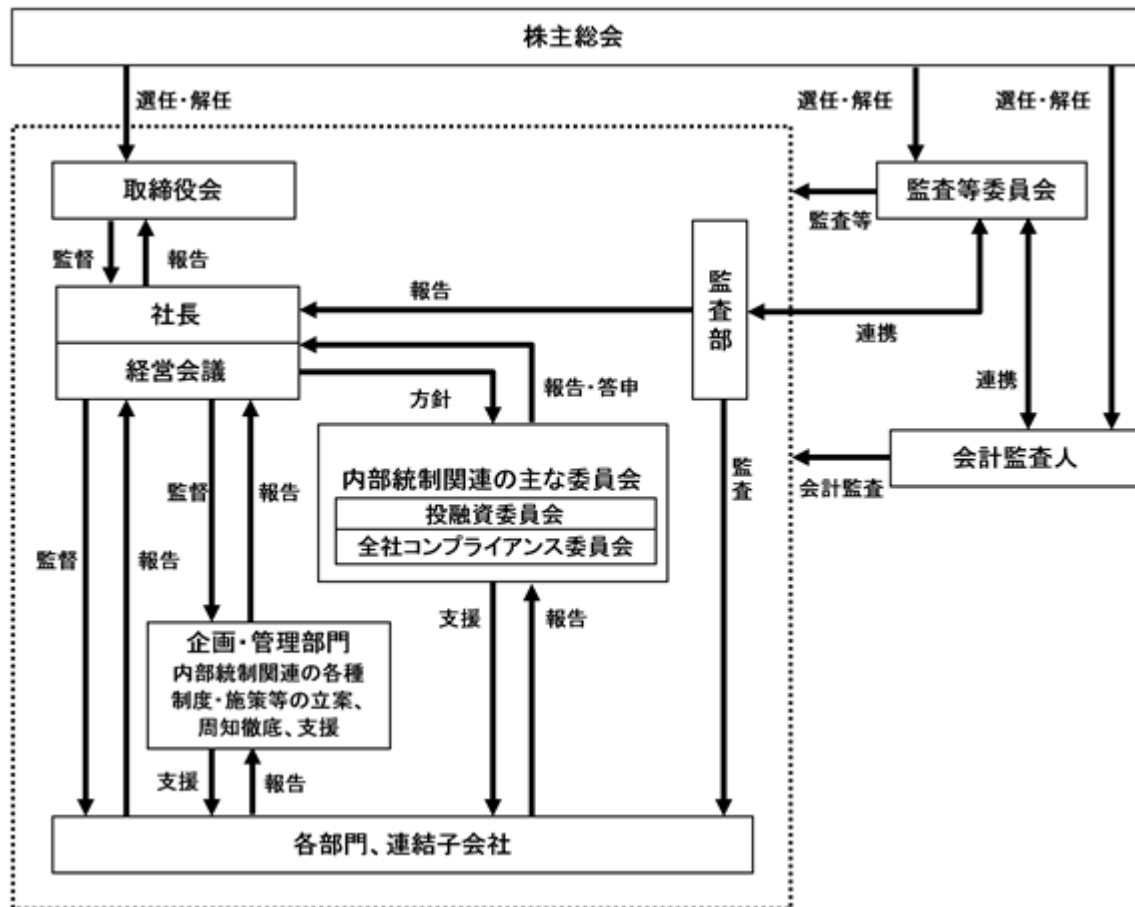 株主総会
選任・解任
選任・解任
選任・解任
取締役会
監査等委員会
監査等
監督
報告
監査部
報告
社長
経営会議
連携
連携
報告・答申
方針
会計監査人
会計監査
内部統制関連の主な委員会
投融資委員会
全社コンプライアンス委員会
監査
監督
報告
監督
報告
支援
報告
企画・管理部門
内部統制関連の各種
制度・施策等の立案、
周知徹底、支援
支援
報告
各部門、連結子会社